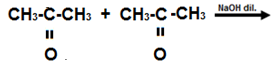 CH₃-C-CH₃ + CH₃-C-CH₃ NaOH dil.
O O